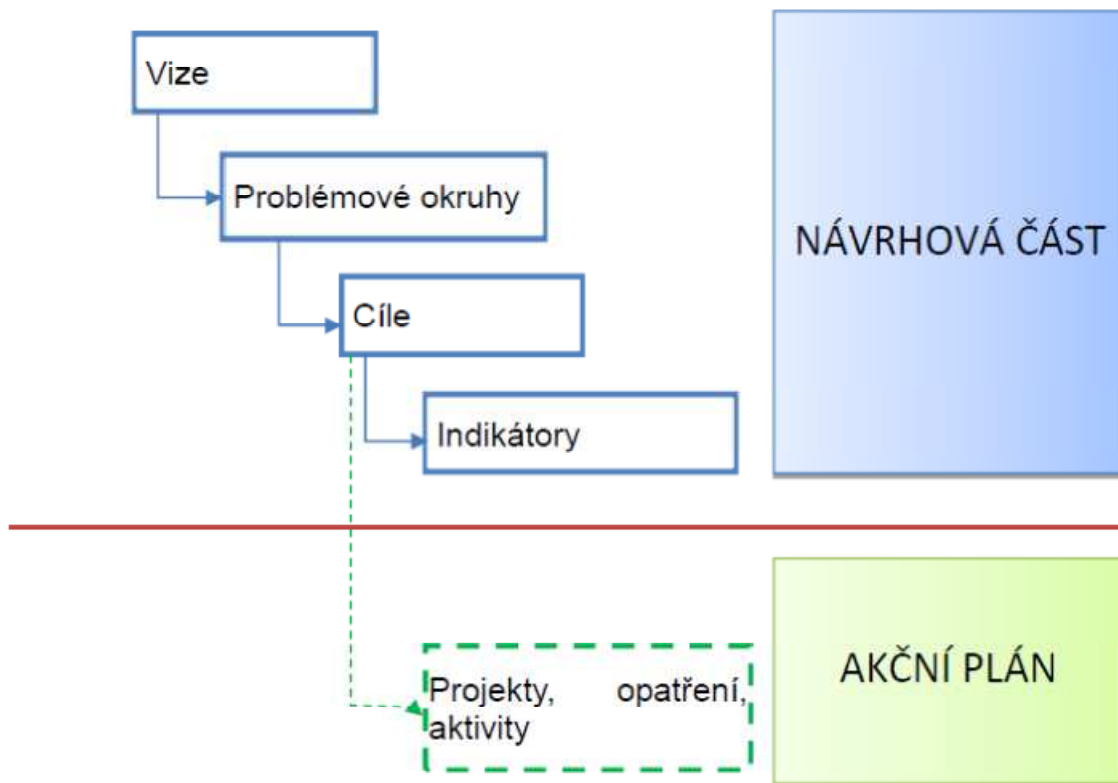 Vize
Problémové okruhy
NÁVRHOVÁ ČÁST
Cíle
Indikátory
AKČNÍ PLÁN
Projekty, opatření,
aktivity